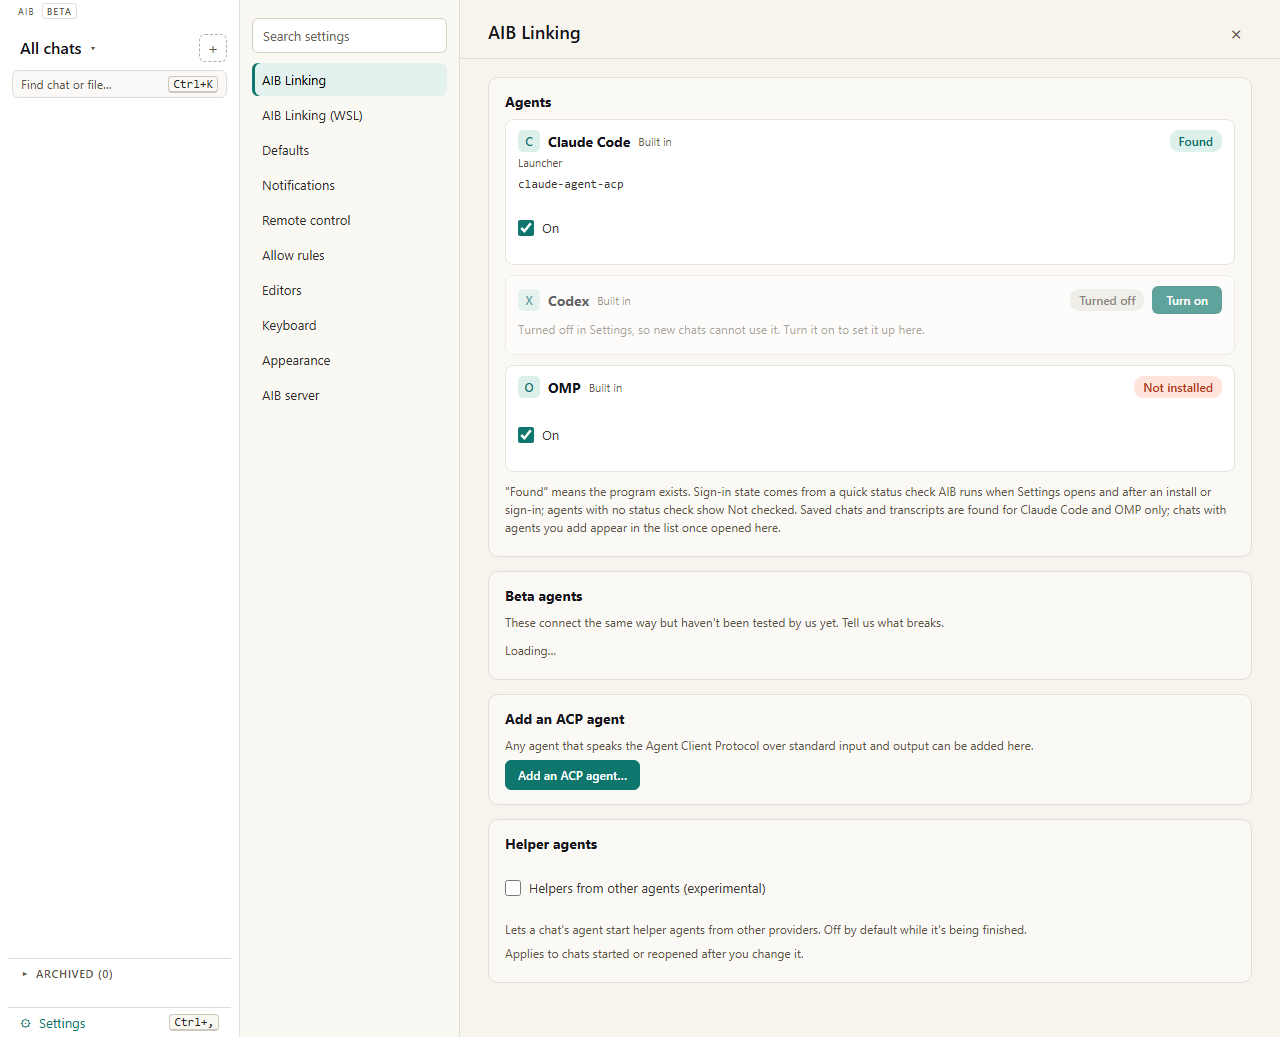 AIB BETA
All chats
+
Find chat or file... Ctrl+K
ARCHIVED (0)
Settings Ctrl+,
Search settings
AIB Linking
AIB Linking (WSL)
Defaults
Notifications
Remote control
Allow rules
Editors
Keyboard
Appearance
AIB server
AIB Linking ×
Agents
C Claude Code Built in Found
Launcher
claude-agent-acp
On
X Codex Built in Turned off Turn on
Turned off in Settings, so new chats cannot use it. Turn it on to set it up here.
O OMP Built in Not installed
On
"Found" means the program exists. Sign-in state comes from a quick status check AIB runs when Settings opens and after an install or
sign-in; agents with no status check show Not checked. Saved chats and transcripts are found for Claude Code and OMP only; chats with
agents you add appear in the list once opened here.
Beta agents
These connect the same way but haven't been tested by us yet. Tell us what breaks.
Loading...
Add an ACP agent
Any agent that speaks the Agent Client Protocol over standard input and output can be added here.
Add an ACP agent...
Helper agents
Helpers from other agents (experimental)
Lets a chat's agent start helper agents from other providers. Off by default while it's being finished.
Applies to chats started or reopened after you change it.